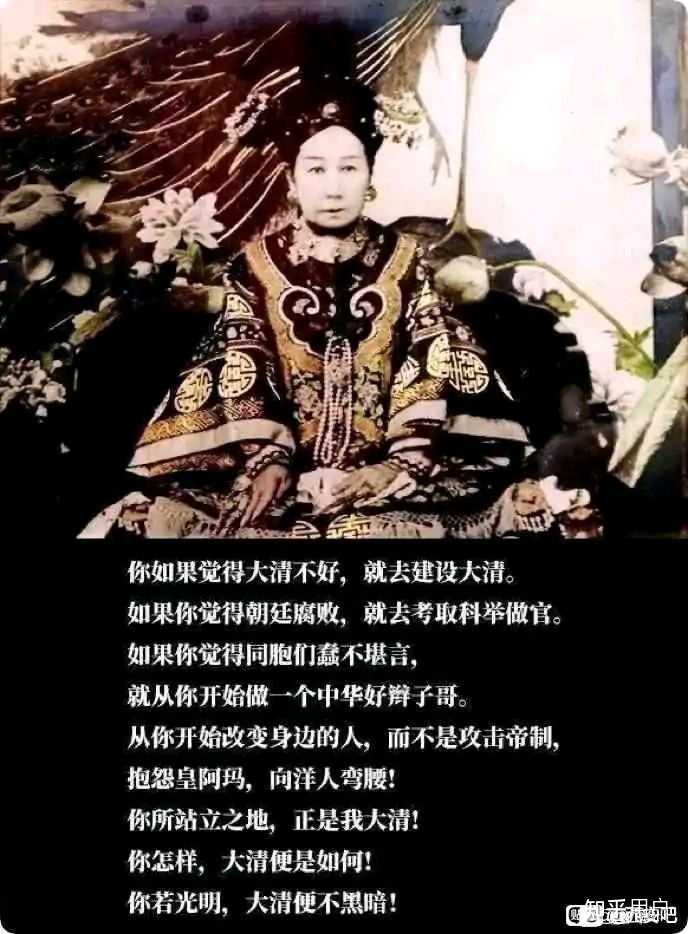 你如果觉得大清不好，就去建设大清。
如果你觉得朝廷腐败，就去考取科举做官。
如果你觉得同胞们蠢不堪言，
就从你开始做一个中华好辫子哥。
从你开始改变身边的人，而不是攻击帝制，
抱怨皇阿玛，向洋人弯腰！
你所站立之地，正是我大清！
你怎样，大清便是如何！
你若光明，大清便不黑暗！
知乎用户